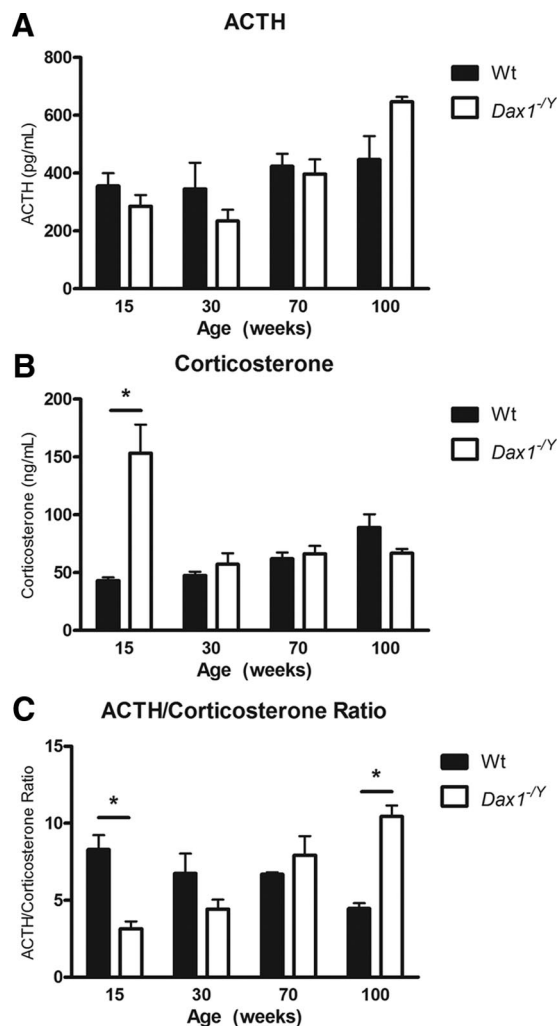 A
ACTH
800
600
400
200
0
ACTH (pg/mL)
Wt
Dax1-/Y
15 30 70 100
Age (weeks)
B
Corticosterone
200
150
100
50
0
Corticosterone (ng/mL)
*
Wt
Dax1-/Y
15 30 70 100
Age (weeks)
C
ACTH/Corticosterone Ratio
15
10
5
0
ACTH/Corticosterone Ratio
*
*
Wt
Dax1-/Y
15 30 70 100
Age (weeks)